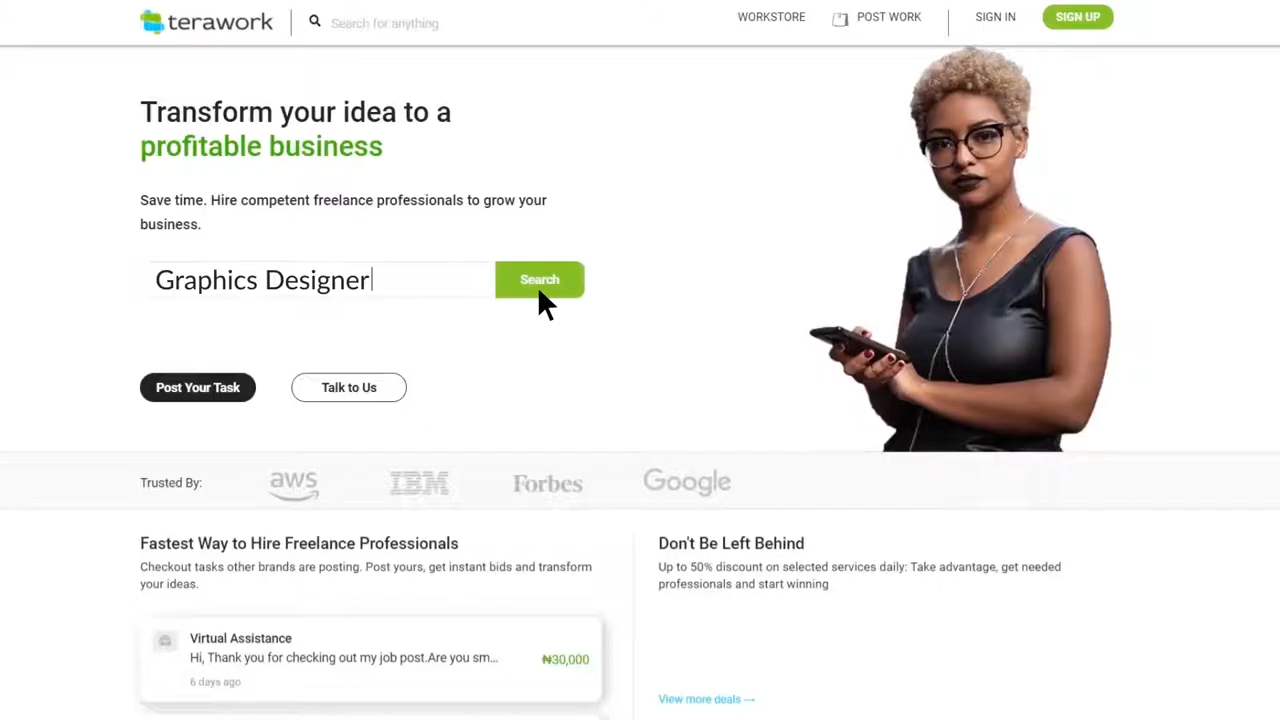 terawork
Search for anything
WORKSTORE
POST WORK
SIGN IN
SIGN UP
Transform your idea to a
profitable business
Save time. Hire competent freelance professionals to grow your
business.
Graphics Designer
Search
Post Your Task
Talk to Us
Trusted By:
aws
IBM
Forbes
Google
Fastest Way to Hire Freelance Professionals
Checkout tasks other brands are posting. Post yours, get instant bids and transform
your ideas.
Virtual Assistance
Hi, Thank you for checking out my job post.Are you sm...
₦30,000
6 days ago
Don't Be Left Behind
Up to 50% discount on selected services daily: Take advantage, get needed
professionals and start winning
View more deals →